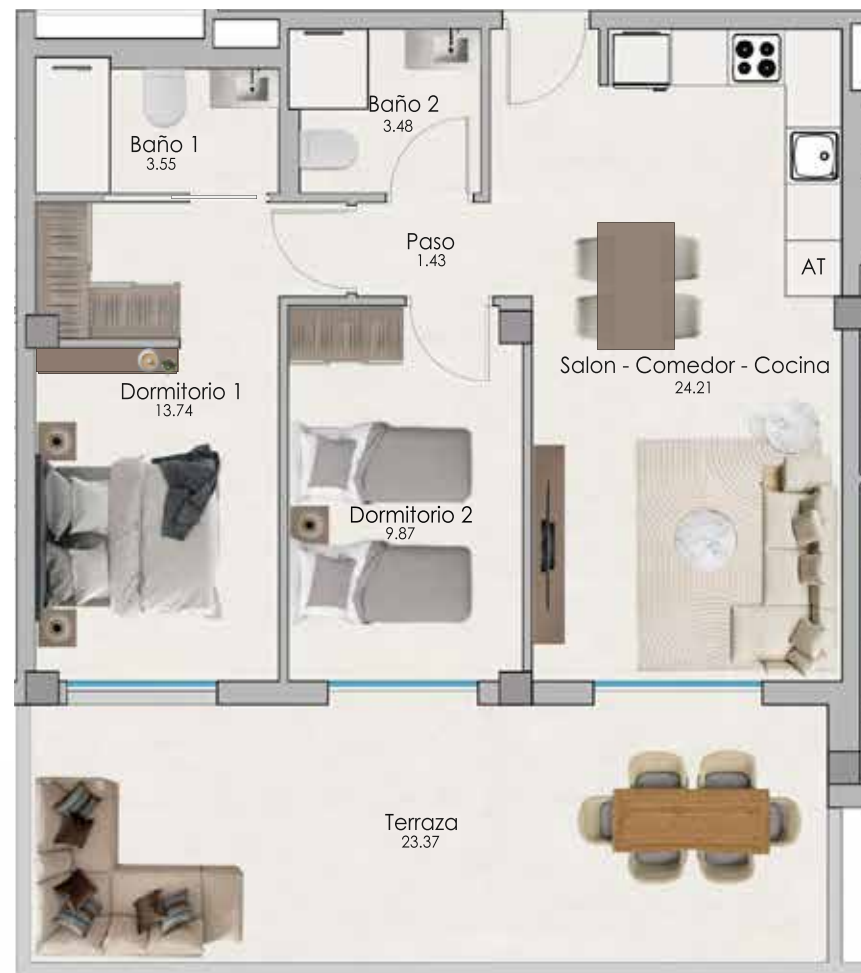 Baño 1
3.55
Baño 2
3.48
Paso
1.43
AT
Salon - Comedor - Cocina
24.21
Dormitorio 1
13.74
Dormitorio 2
9.87
Terraza
23.37